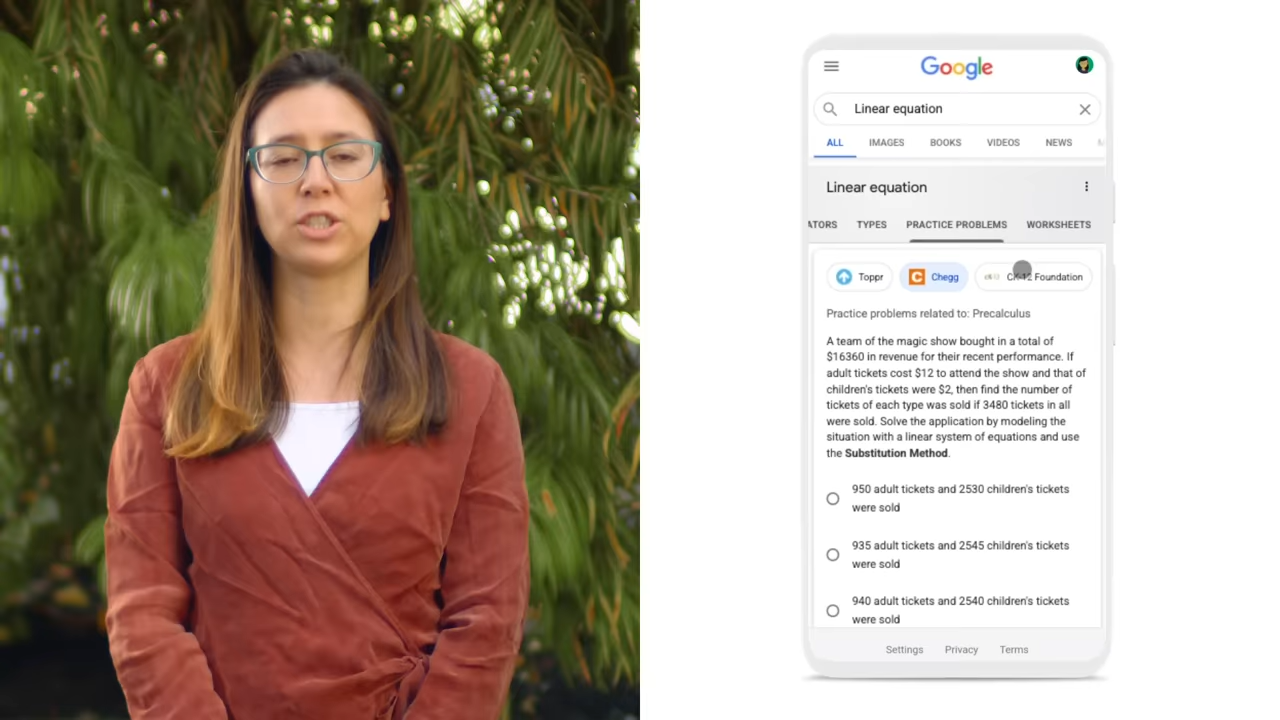 Google
Linear equation
ALL IMAGES BOOKS VIDEOS NEWS
Linear equation
ATORS TYPES PRACTICE PROBLEMS WORKSHEETS
Toppr Chegg CK-12 Foundation
Practice problems related to: Precalculus
A team of the magic show bought in a total of
$16360 in revenue for their recent performance. If
adult tickets cost $12 to attend the show and that of
children's tickets were $2, then find the number of
tickets of each type was sold if 3480 tickets in all
were sold. Solve the application by modeling the
situation with a linear system of equations and use
the Substitution Method.
950 adult tickets and 2530 children's tickets
were sold
935 adult tickets and 2545 children's tickets
were sold
940 adult tickets and 2540 children's tickets
were sold
Settings Privacy Terms